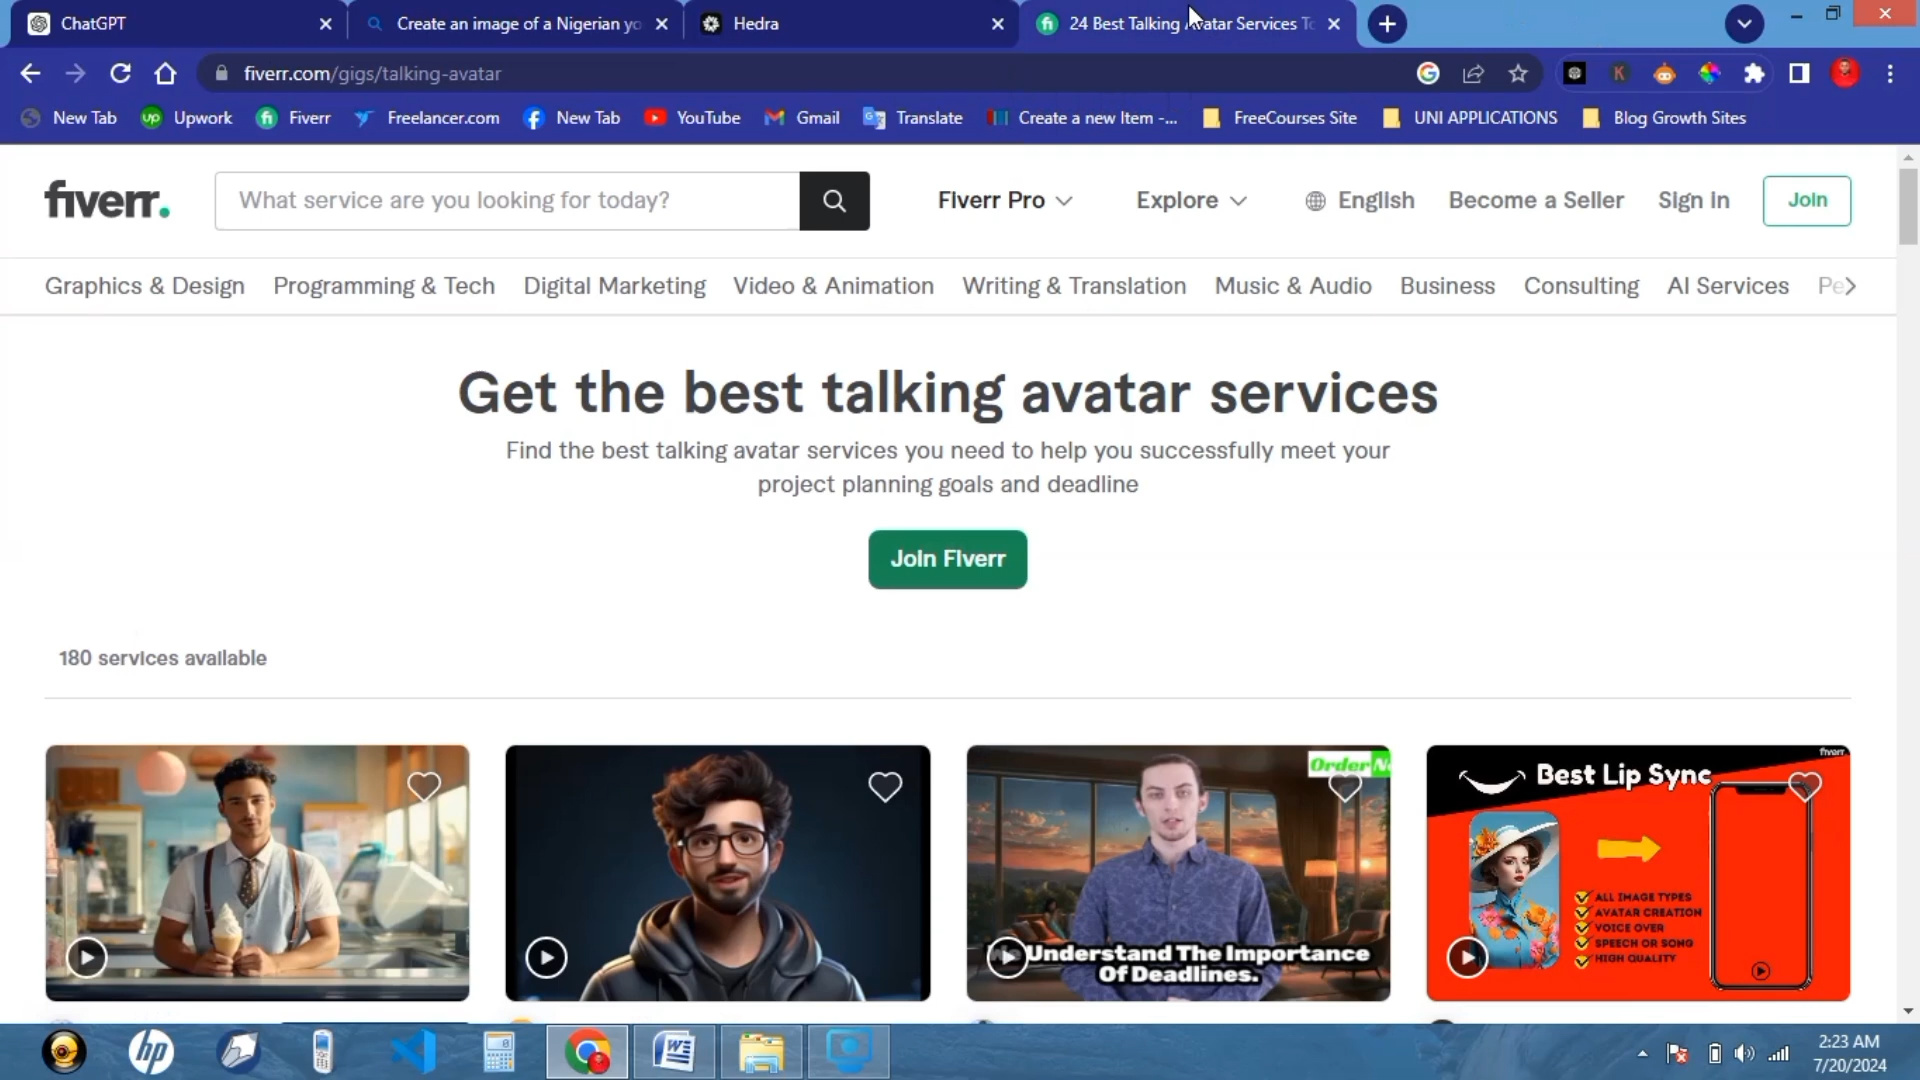 ChatGPT
Create an image of a Nigerian yo
Hedra
24 Best Talking Avatar Services To
fiverr.com/gigs/talking-avatar
New Tab
Upwork
Fiverr
Freelancer.com
New Tab
YouTube
Gmail
Translate
Create a new Item -...
FreeCourses Site
UNI APPLICATIONS
Blog Growth Sites
fiverr.
What service are you looking for today?
Fiverr Pro
Explore
English
Become a Seller
Sign In
Join
Graphics & Design
Programming & Tech
Digital Marketing
Video & Animation
Writing & Translation
Music & Audio
Business
Consulting
AI Services
Pe
Get the best talking avatar services
Find the best talking avatar services you need to help you successfully meet your
project planning goals and deadline
Join Fiverr
180 services available
Order N
Understand The Importance
Of Deadlines.
fiverr
Best Lip Sync
ALL IMAGE TYPES
AVATAR CREATION
VOICE OVER
SPEECH OR SONG
HIGH QUALITY
2:23 AM
7/20/2024